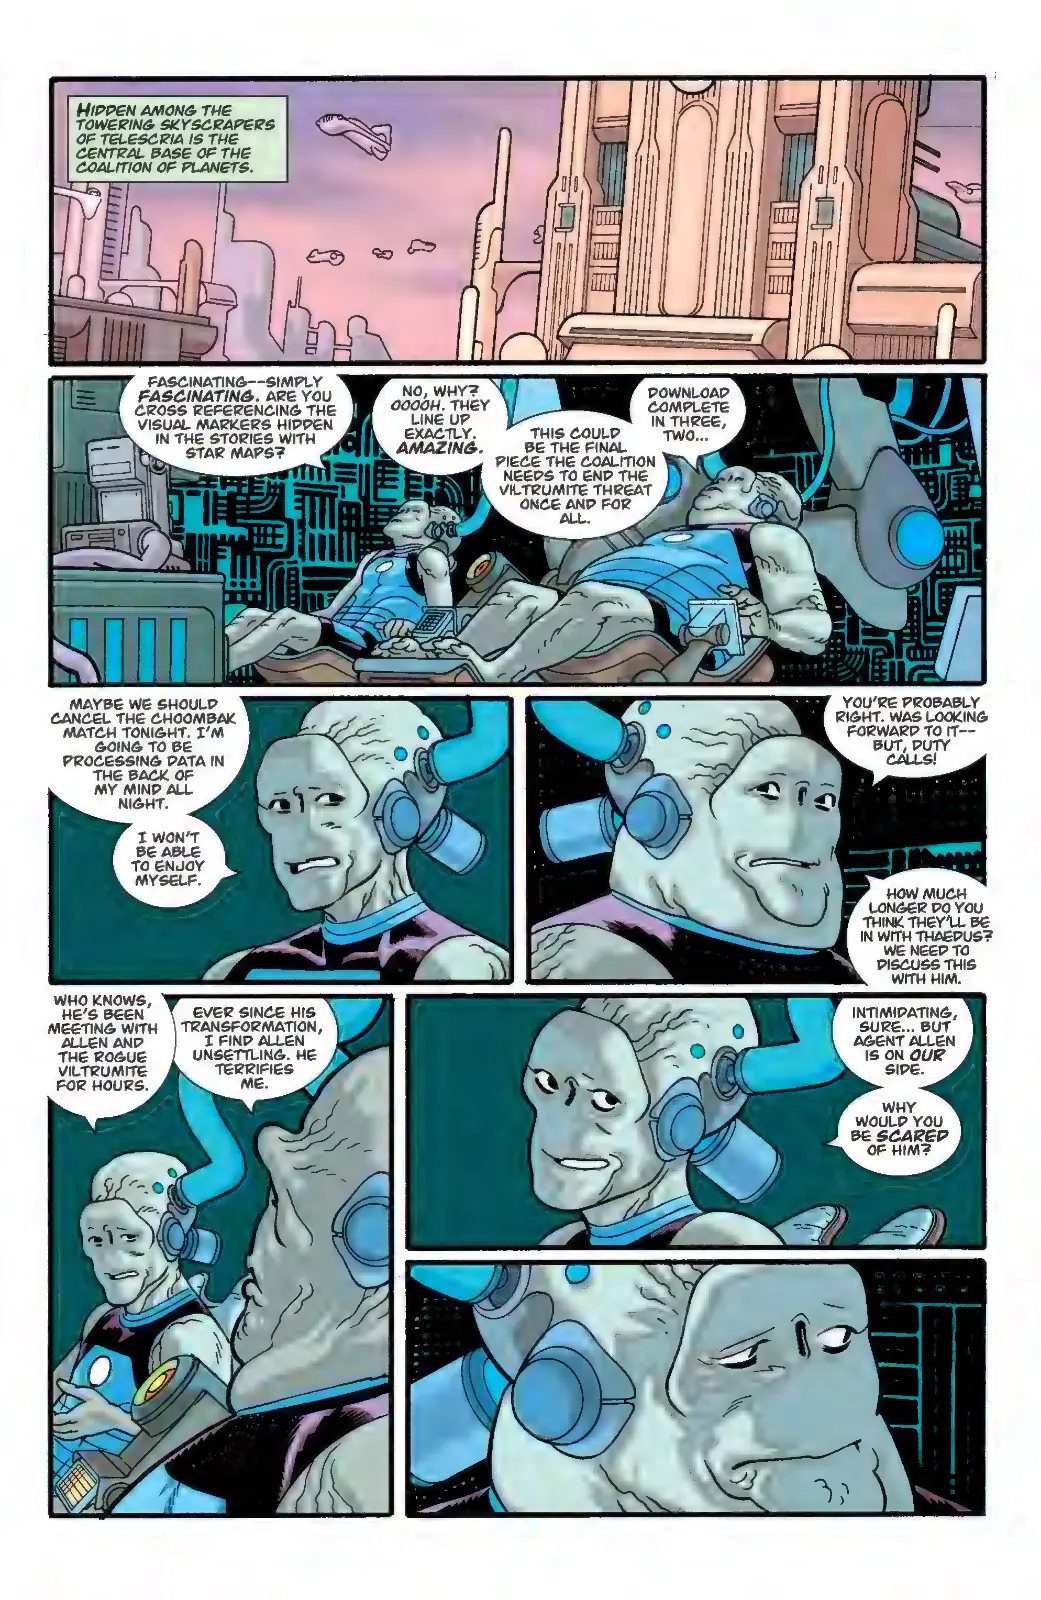 HIDDEN AMONG THE
TOWERING SKYSCRAPERS
OF TELESCRIA IS THE
CENTRAL BASE OF THE
COALITION OF PLANETS.
FASCINATING--SIMPLY
FASCINATING. ARE YOU
CROSS REFERENCING THE
VISUAL MARKERS HIDDEN
IN THE STORIES WITH
STAR MAPS?
NO, WHY?
OOOOH. THEY
LINE UP
EXACTLY.
AMAZING.
THIS COULD
BE THE FINAL
PIECE THE COALITION
NEEDS TO END THE
VILTRUMITE THREAT
ONCE AND FOR
ALL.
DOWNLOAD
COMPLETE
IN THREE,
TWO...
MAYBE WE SHOULD
CANCEL THE CHOOMBAK
MATCH TONIGHT. I'M
GOING TO BE
PROCESSING DATA IN
THE BACK OF
MY MIND ALL
NIGHT.
I WON'T
BE ABLE
TO ENJOY
MYSELF.
YOU'RE PROBABLY
RIGHT. WAS LOOKING
FORWARD TO IT--
BUT, DUTY
CALLS!
HOW MUCH
LONGER DO YOU
THINK THEY'LL BE
IN WITH THAEDUS?
WE NEED TO
DISCUSS THIS
WITH HIM.
WHO KNOWS,
HE'S BEEN
MEETING WITH
ALLEN AND
THE ROGUE
VILTRUMITE
FOR HOURS.
EVER SINCE HIS
TRANSFORMATION,
I FIND ALLEN
UNSETTLING. HE
TERRIFIES
ME.
INTIMIDATING,
SURE... BUT
AGENT ALLEN
IS ON OUR
SIDE.
WHY
WOULD YOU
BE SCARED
OF HIM?